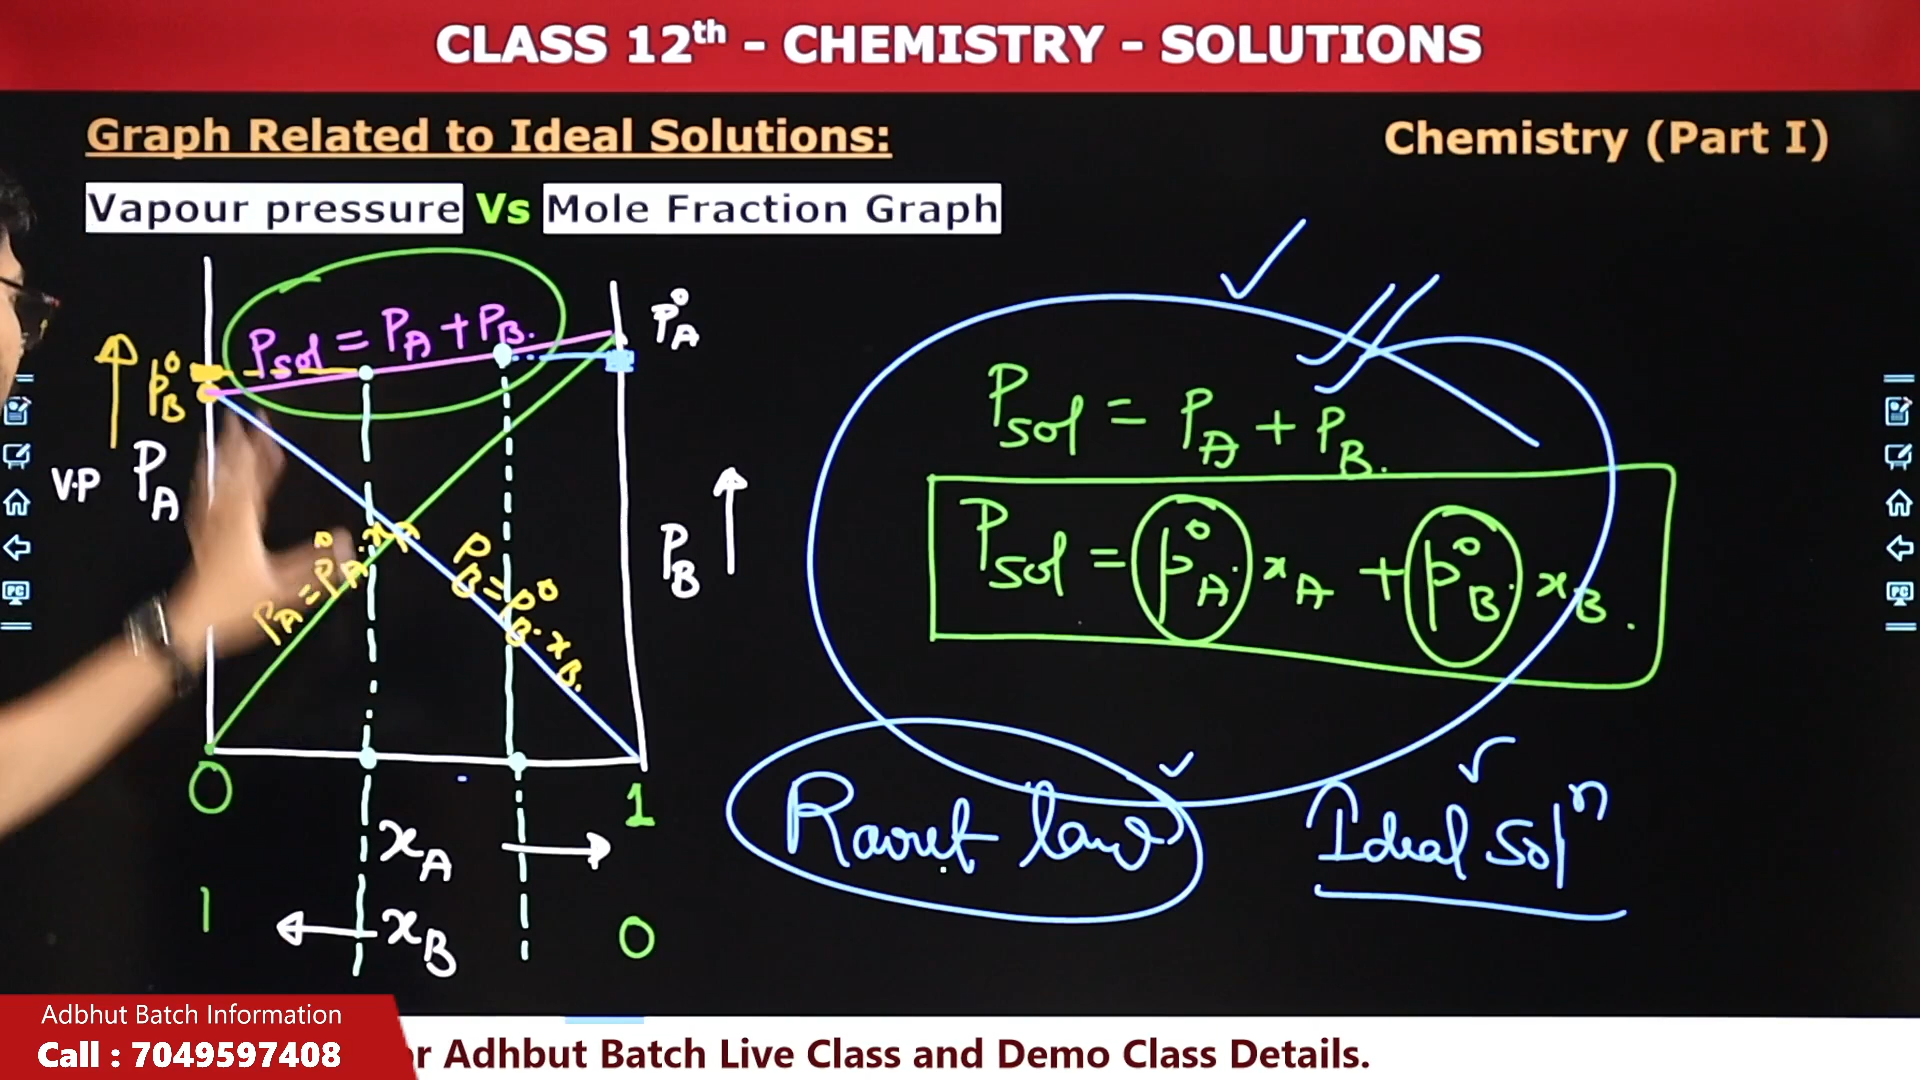 CLASS 12th - CHEMISTRY - SOLUTIONS
Graph Related to Ideal Solutions:
Chemistry (Part I)
Vapour pressure Vs Mole Fraction Graph
Psol = PA + PB.
P°A
P°B
V.P PA
PB
PA = P°A. xA
PB = P°B. xB.
0
1
xA
1
xB
0
Psol = PA + PB.
Psol = P°A. xA + P°B. xB.
Raoult law
Ideal solⁿ
Adbhut Batch Information
Call : 7049597408
r Adhbut Batch Live Class and Demo Class Details.
PC
PC